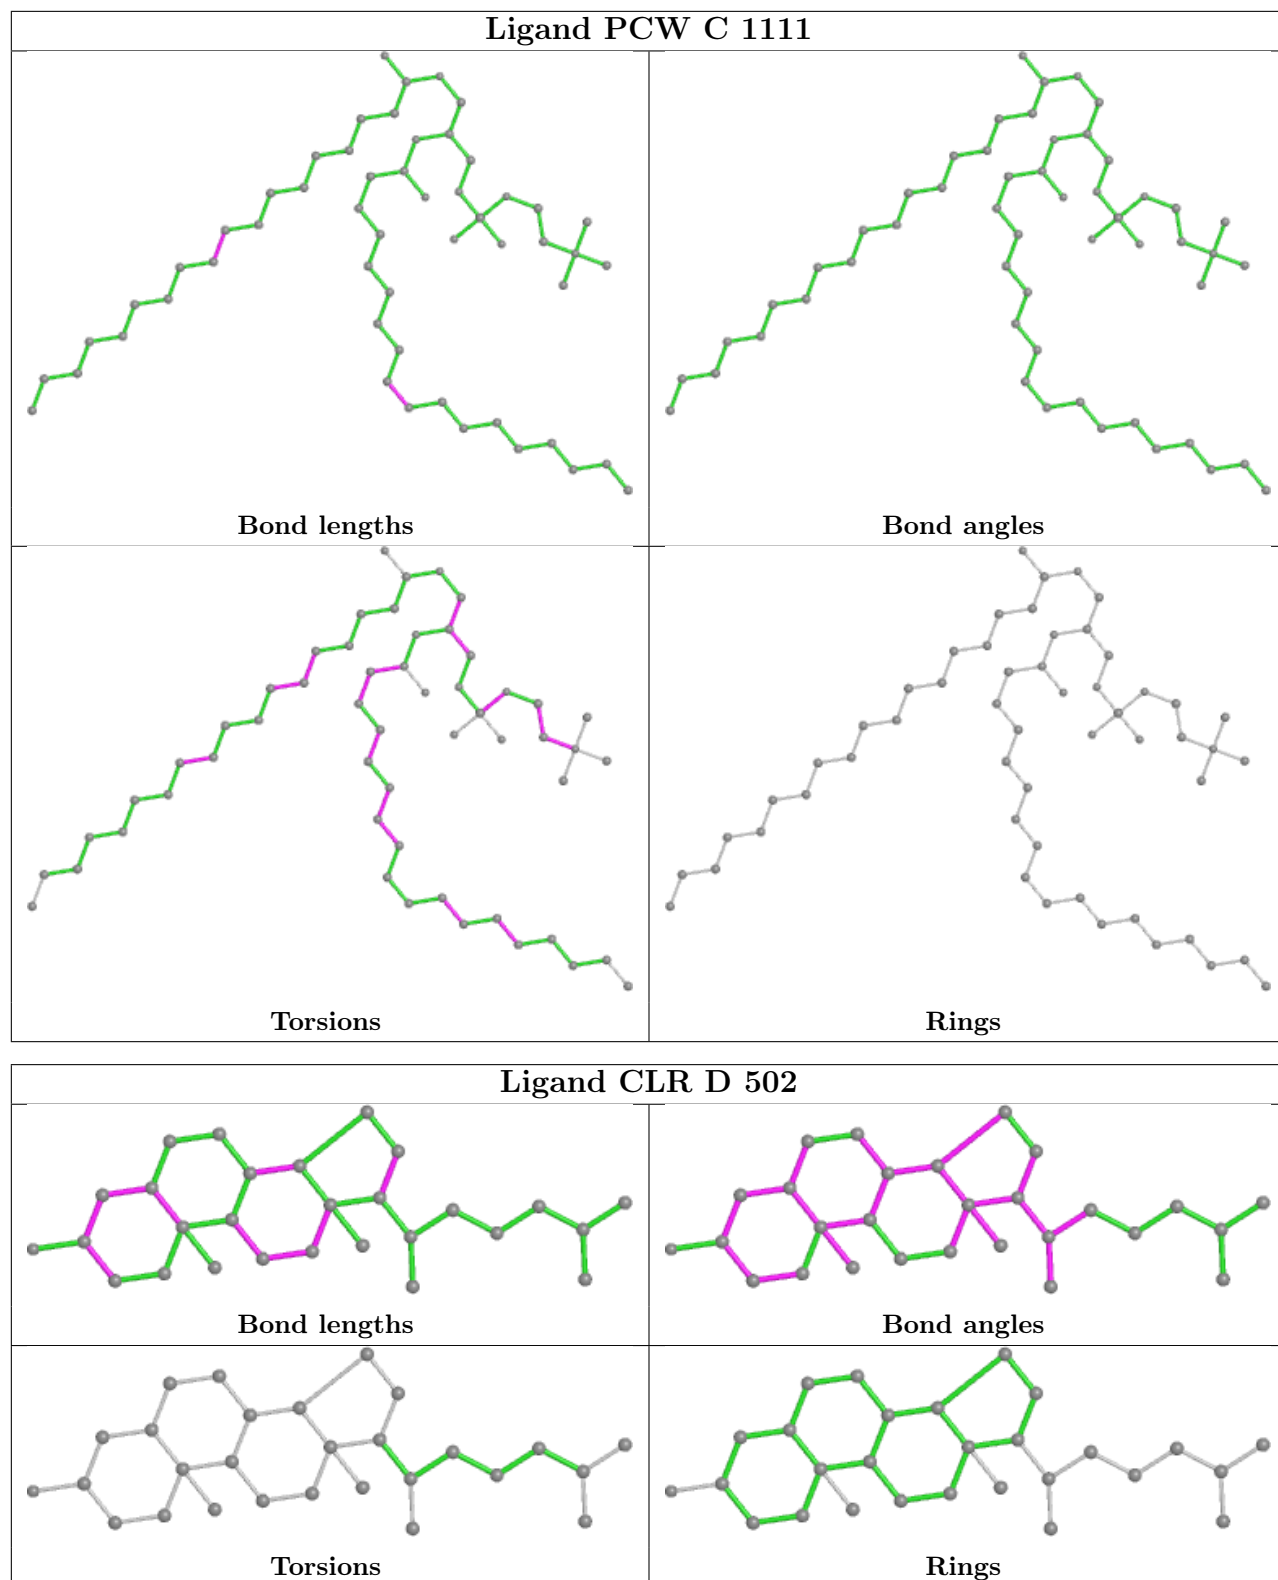 Ligand PCW C 1111
Bond lengths
Bond angles
Torsions
Rings
Ligand CLR D 502
Bond lengths
Bond angles
Torsions
Rings